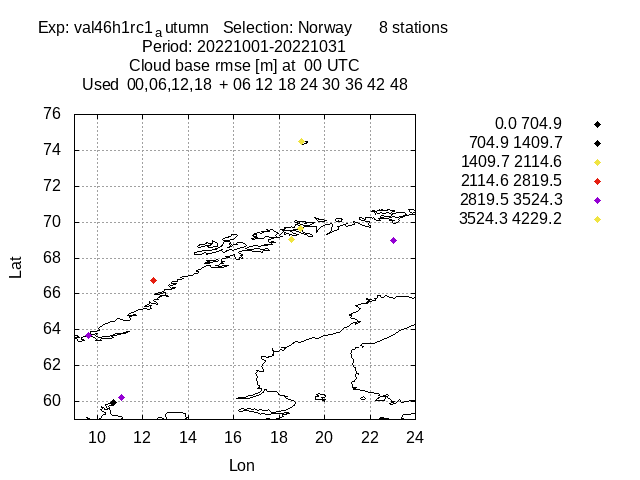 Exp: val46h1rc1autumn   Selection: Norway      8 stations
Period: 20221001-20221031
Cloud base rmse [m] at  00 UTC
Used  00,06,12,18  + 06 12 18 24 30 36 42 48
76
74
72
70
68
66
64
62
60
10 12 14 16 18 20 22 24
Lat
Lon
0.0 704.9
704.9 1409.7
1409.7 2114.6
2114.6 2819.5
2819.5 3524.3
3524.3 4229.2